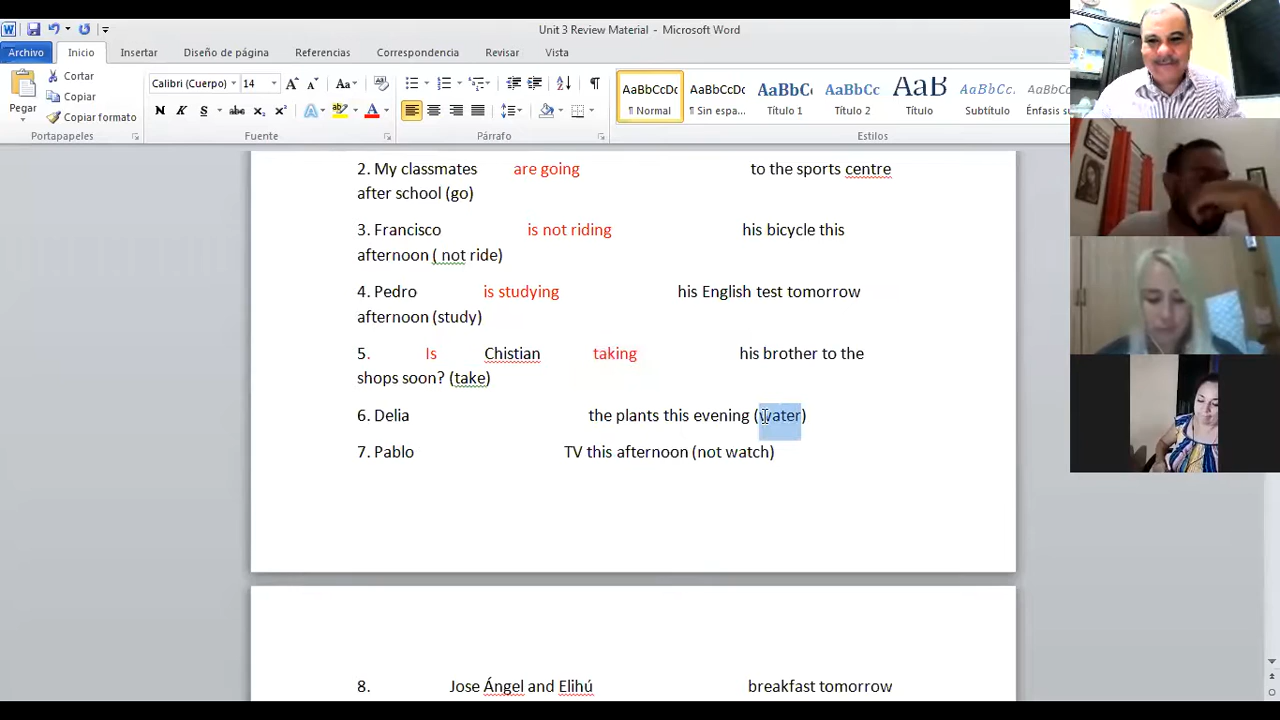 Unit 3 Review Material - Microsoft Word
Archivo Inicio Insertar Diseño de página Referencias Correspondencia Revisar Vista
Pegar
Cortar
Copiar
Copiar formato
Portapapeles
Calibri (Cuerpo) 14
N K S abc x₂ x²
Fuente
Párrafo
AaBbCcDc AaBbCcDc AaBbC AaBbCc AaB AaBbCc. AaBbCc
¶ Normal ¶ Sin espa... Título 1 Título 2 Título Subtítulo Énfasis su
Estilos
2. My classmates are going to the sports centre
after school (go)
3. Francisco is not riding his bicycle this
afternoon ( not ride)
4. Pedro is studying his English test tomorrow
afternoon (study)
5. Is Chistian taking his brother to the
shops soon? (take)
6. Delia the plants this evening (water)
7. Pablo TV this afternoon (not watch)
8. Jose Ángel and Elihú breakfast tomorrow